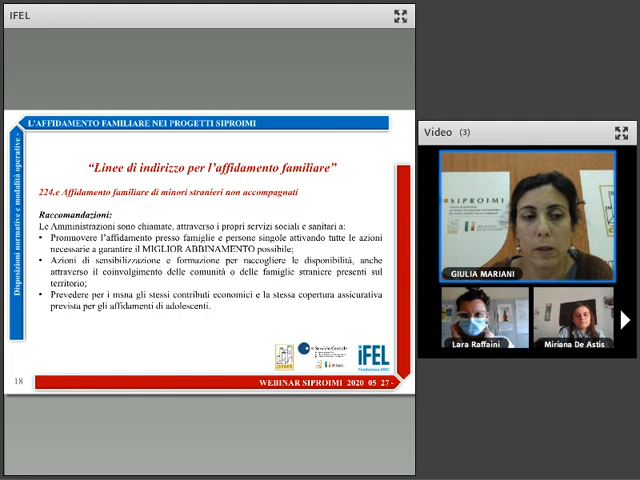 IFEL
L'AFFIDAMENTO FAMILIARE NEI PROGETTI SIPROIMI
Disposizioni normative e modalità operative -
“Linee di indirizzo per l'affidamento familiare”
224.e Affidamento familiare di minori stranieri non accompagnati
Raccomandazioni:
Le Amministrazioni sono chiamate, attraverso i propri servizi sociali e sanitari a:
• Promuovere l'affidamento presso famiglie e persone singole attivando tutte le azioni
necessarie a garantire il MIGLIOR ABBINAMENTO possibile;
• Azioni di sensibilizzazione e formazione per raccogliere le disponibilità, anche
attraverso il coinvolgimento delle comunità o delle famiglie straniere presenti sul
territorio;
• Prevedere per i msna gli stessi contributi economici e la stessa copertura assicurativa
prevista per gli affidamenti di adolescenti.
iFEL
Fondazione ANCI
18
WEBINAR SIPROIMI 2020 05 27 -
Video (3)
#SIPROIMI
GIULIA MARIANI
Lara Raffaini
Miriana De Astis